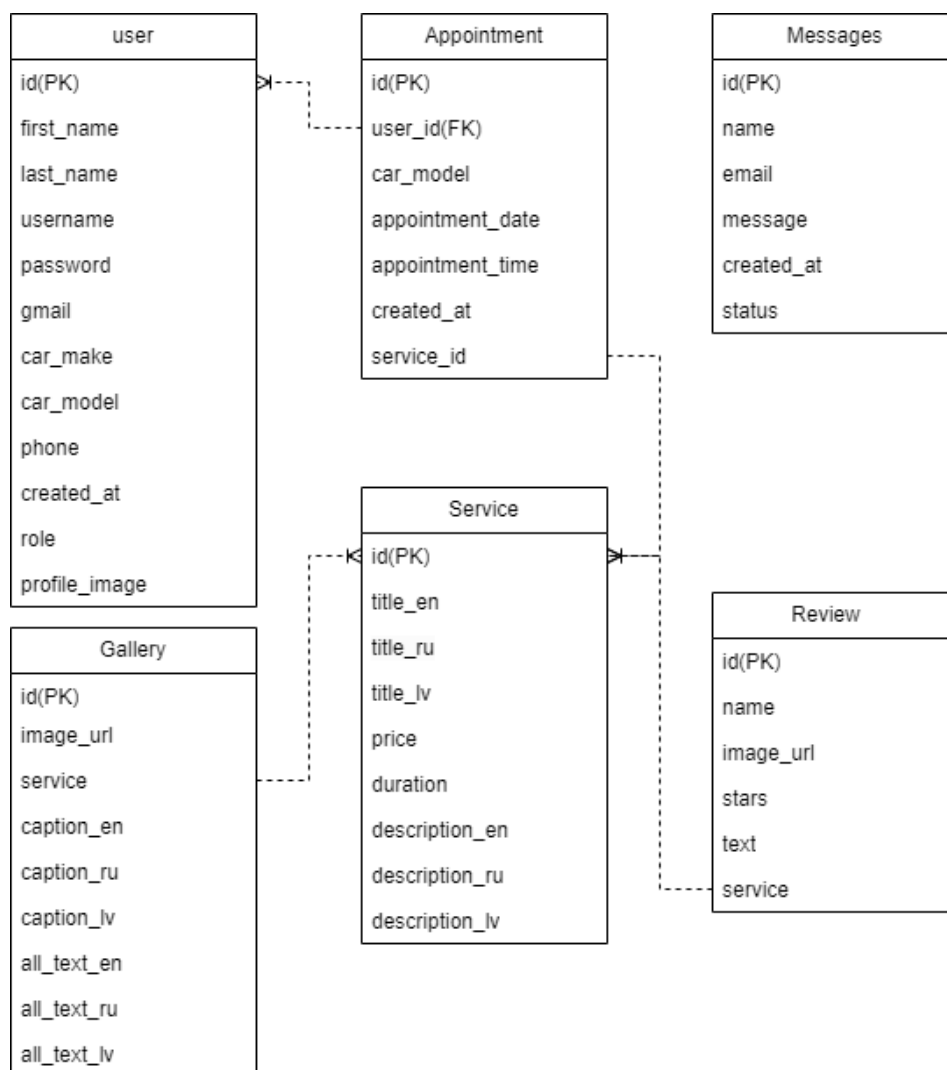 user
id(PK)
first_name
last_name
username
password
gmail
car_make
car_model
phone
created_at
role
profile_image
Appointment
id(PK)
user_id(FK)
car_model
appointment_date
appointment_time
created_at
service_id
Messages
id(PK)
name
email
message
created_at
status
Gallery
id(PK)
image_url
service
caption_en
caption_ru
caption_lv
all_text_en
all_text_ru
all_text_lv
Service
id(PK)
title_en
title_ru
title_lv
price
duration
description_en
description_ru
description_lv
Review
id(PK)
name
image_url
stars
text
service